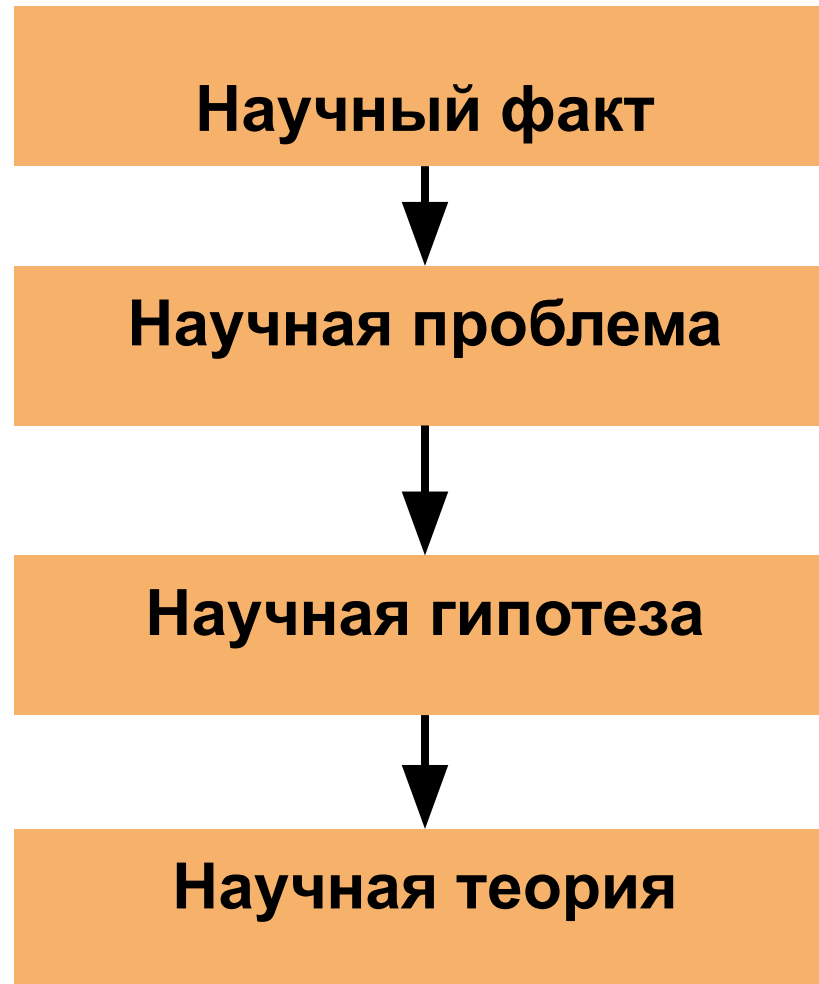 Научный факт
Научная проблема
Научная гипотеза
Научная теория